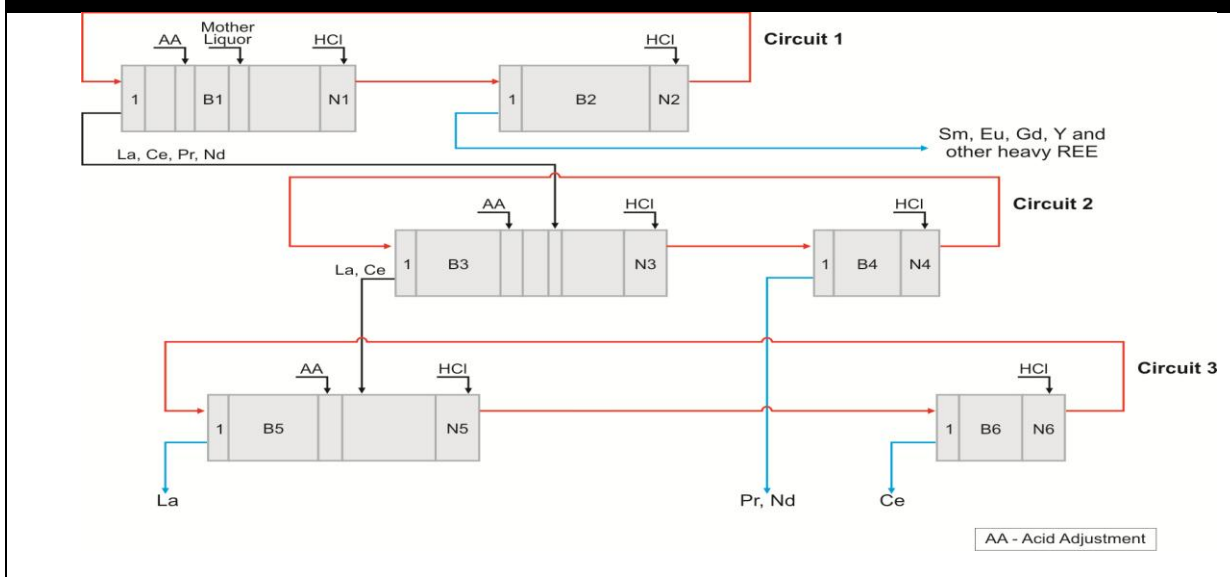 Mother
Liquor
AA
HCl
HCl
Circuit 1
1
B1
N1
1
B2
N2
La, Ce, Pr, Nd
Sm, Eu, Gd, Y and
other heavy REE
AA
HCl
HCl
Circuit 2
1
B3
N3
1
B4
N4
La, Ce
AA
HCl
HCl
Circuit 3
1
B5
N5
1
B6
N6
La
Pr, Nd
Ce
AA - Acid Adjustment